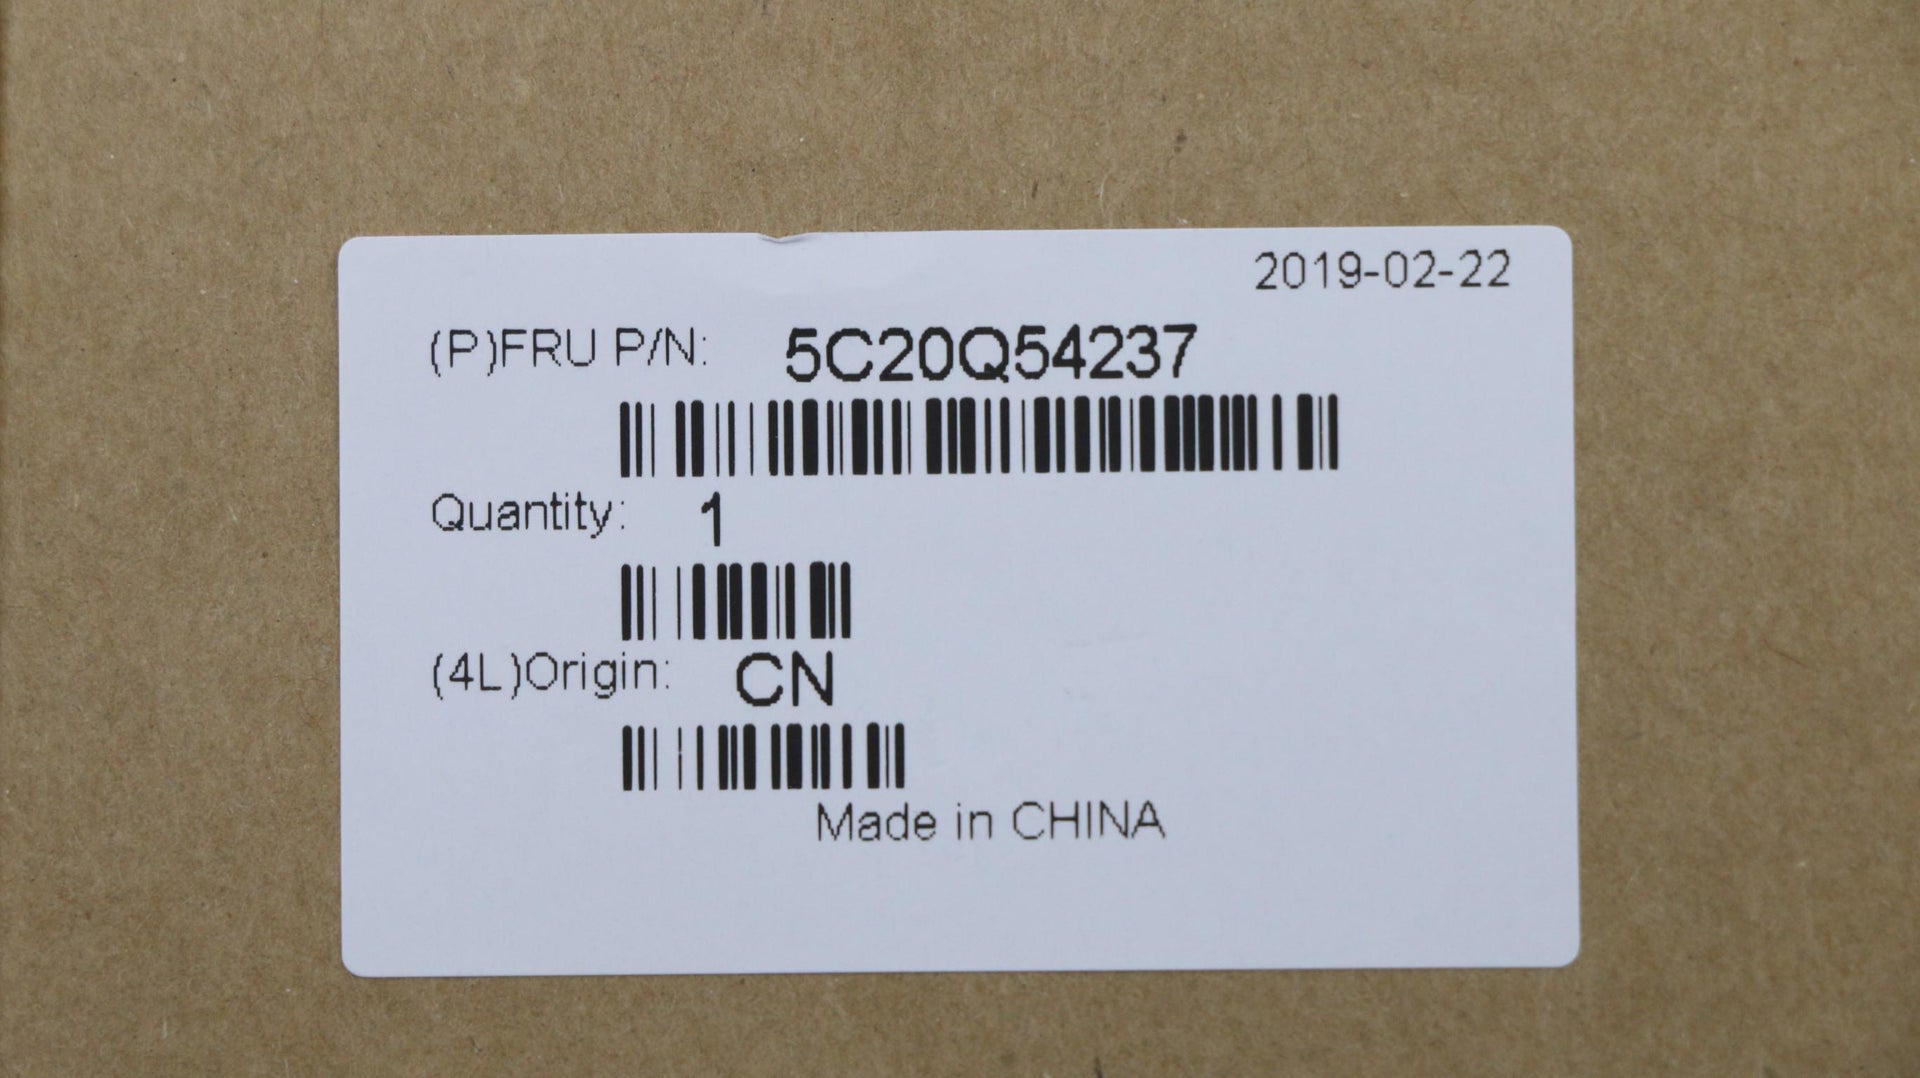 2019-02-22
(P)FRU P/N: 5C20Q54237
Quantity: 1
(4L)Origin: CN
Made in CHINA